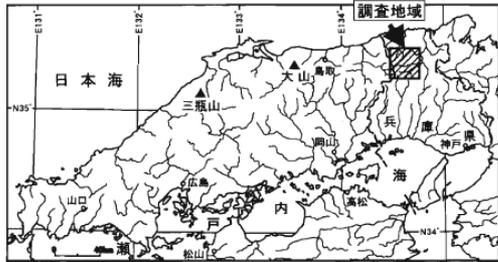 調査地域
E131°
E132°
E133°
E134°
日本海
大山
鳥取
三瓶山
N35°
兵庫県
神戸
岡山
広島
山口
瀬戸内海
高松
松山
N34°
0 40km